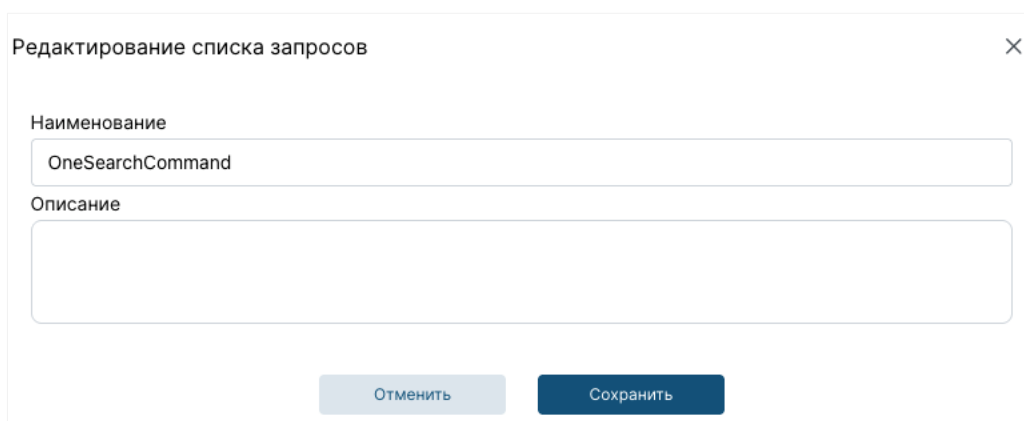 Редактирование списка запросов
Наименование
OneSearchCommand
Описание
Отменить Сохранить